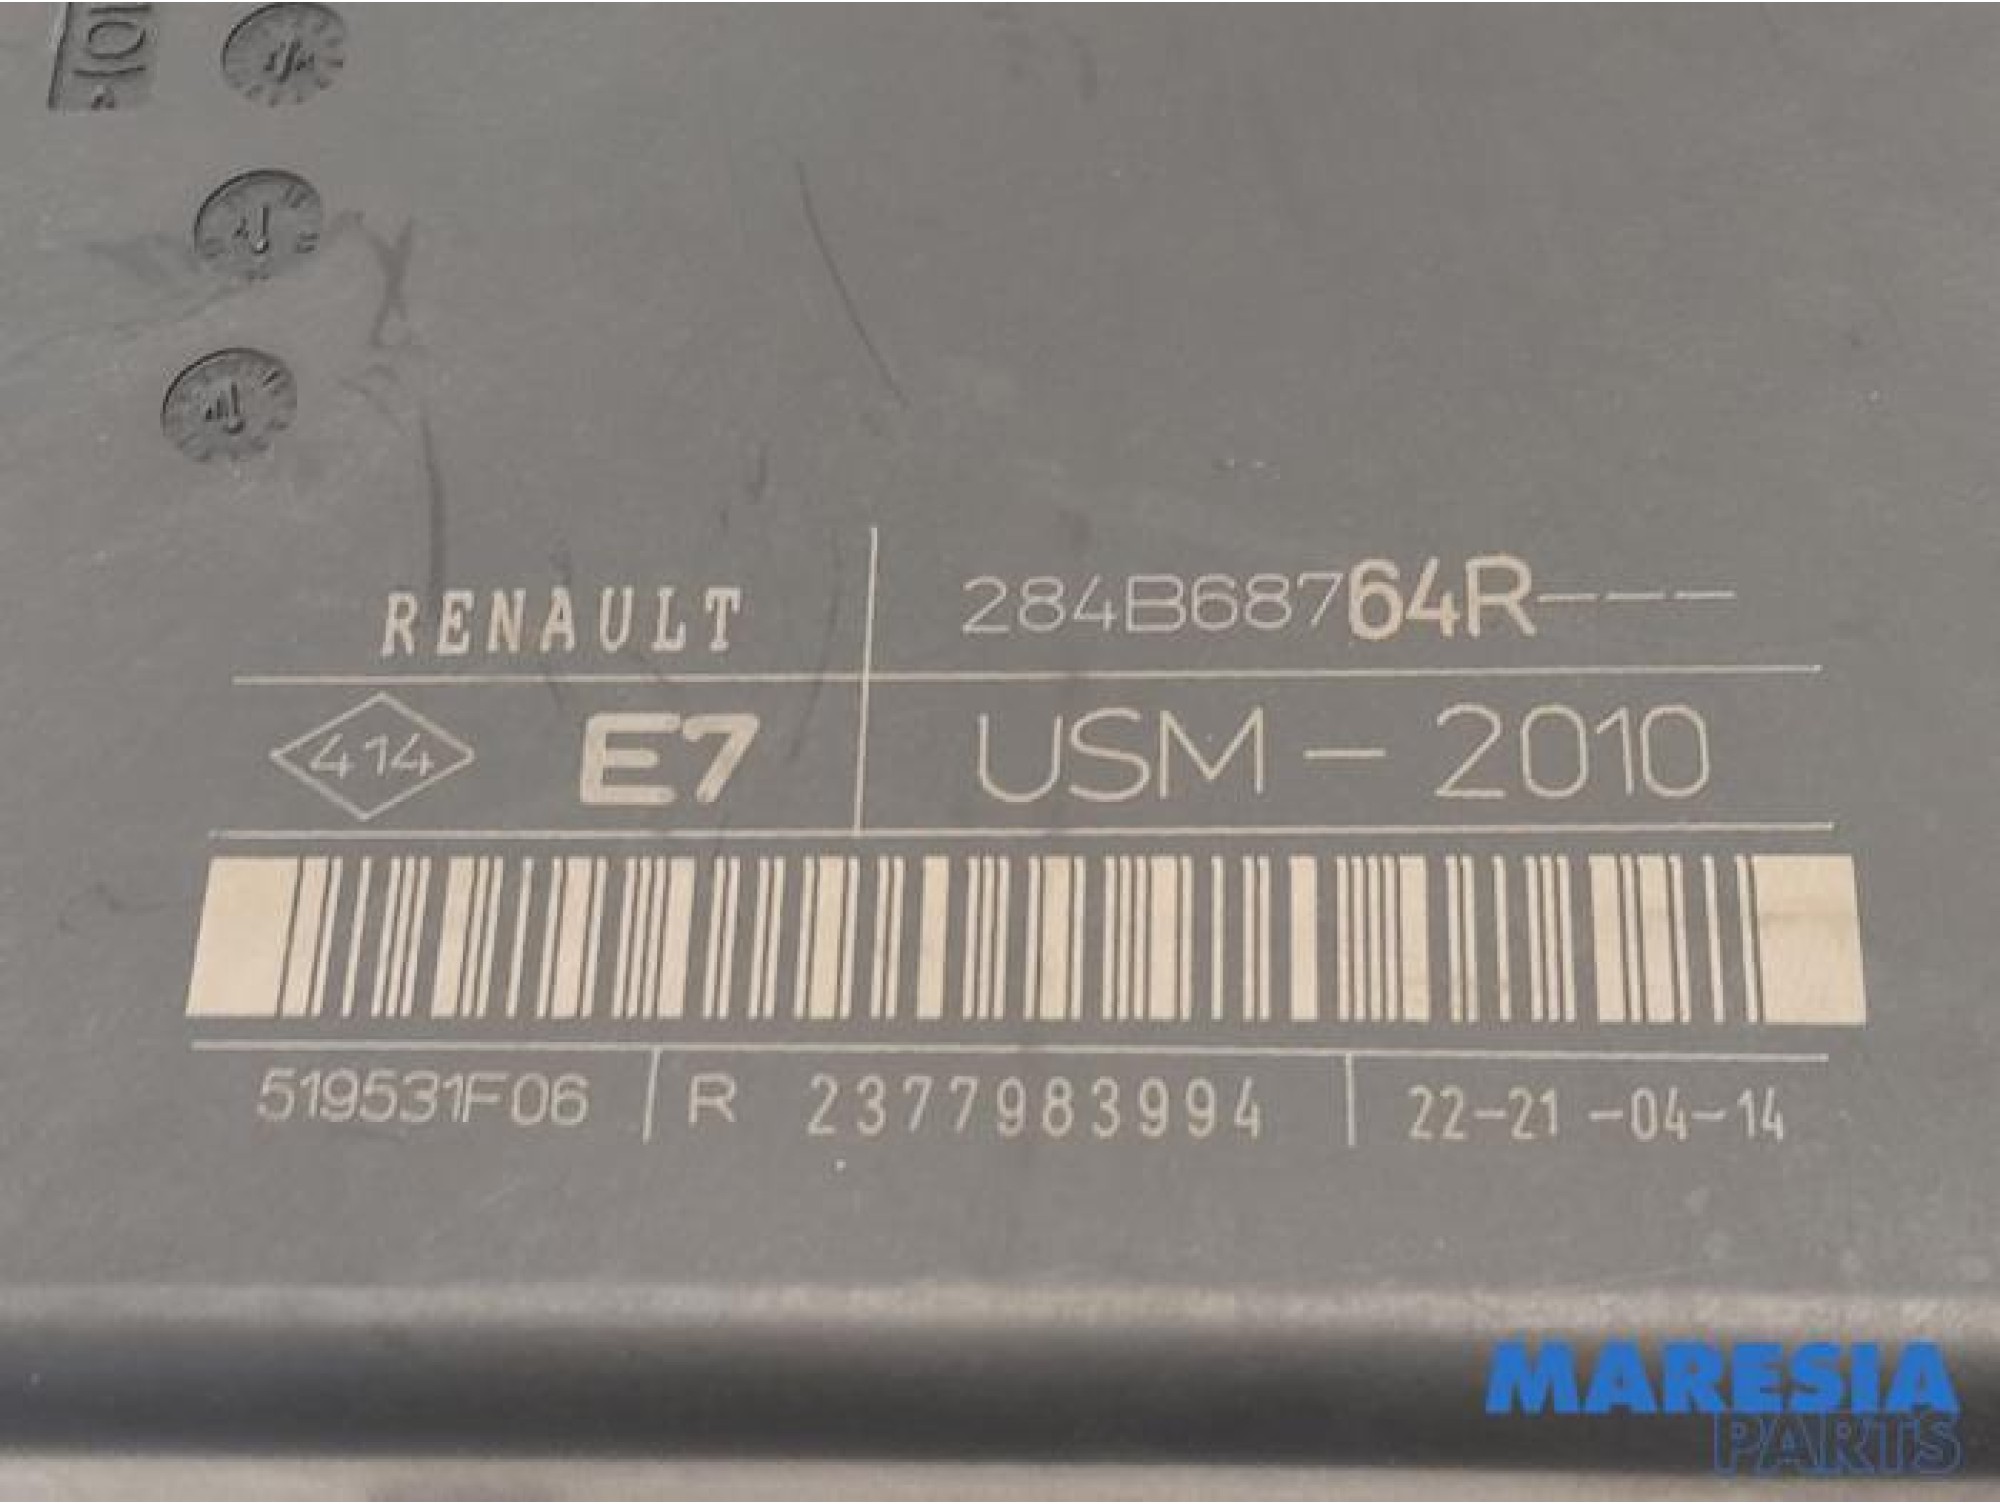 RENAULT 284B68764R---
414 E7 USM-2010
519531F06 R 2377983994 22-21-04-14
MARESIA
PARTS